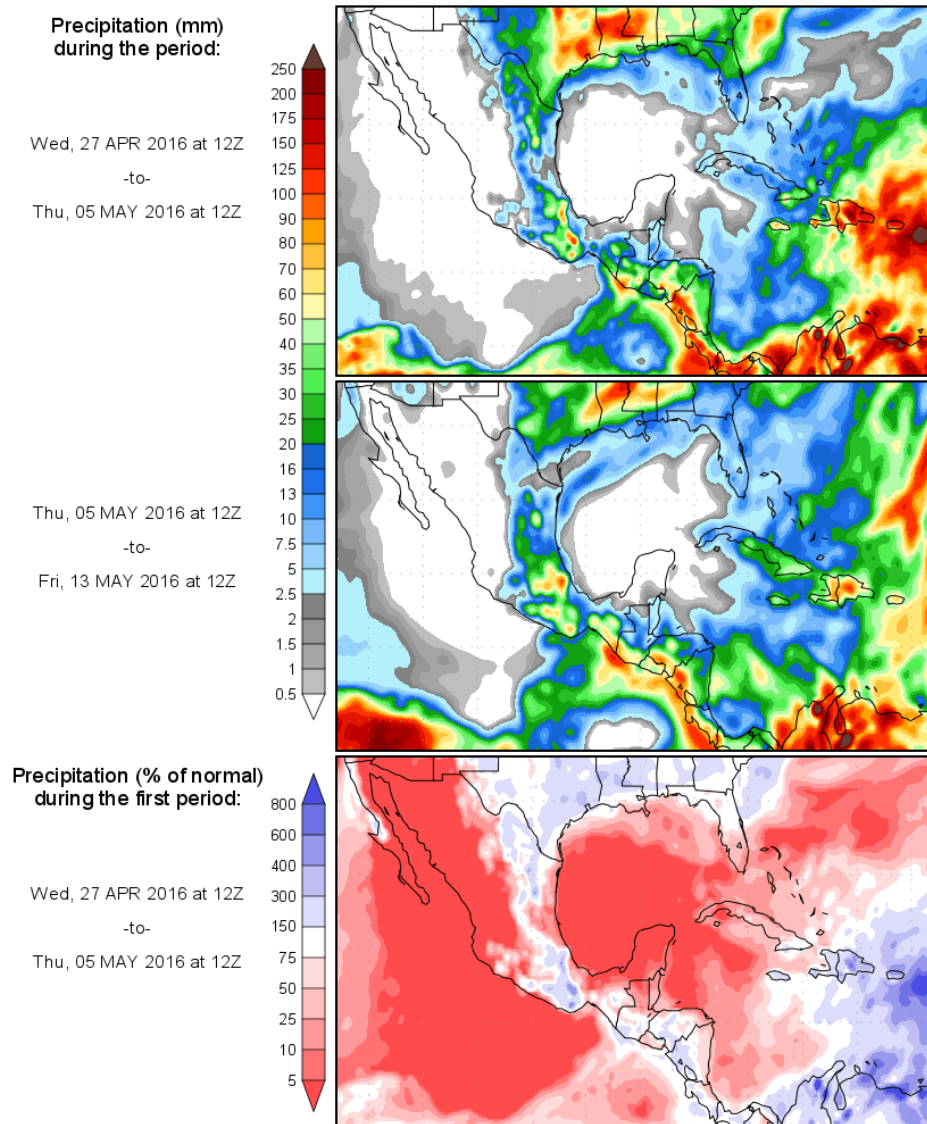 Precipitation (mm)
during the period:
Wed, 27 APR 2016 at 12Z
-to-
Thu, 05 MAY 2016 at 12Z
250
200
175
150
125
100
90
80
70
60
50
40
35
30
25
20
16
13
10
7.5
5
2.5
2
1.5
1
0.5
Thu, 05 MAY 2016 at 12Z
-to-
Fri, 13 MAY 2016 at 12Z
Precipitation (% of normal)
during the first period:
Wed, 27 APR 2016 at 12Z
-to-
Thu, 05 MAY 2016 at 12Z
800
600
400
300
150
75
50
25
10
5